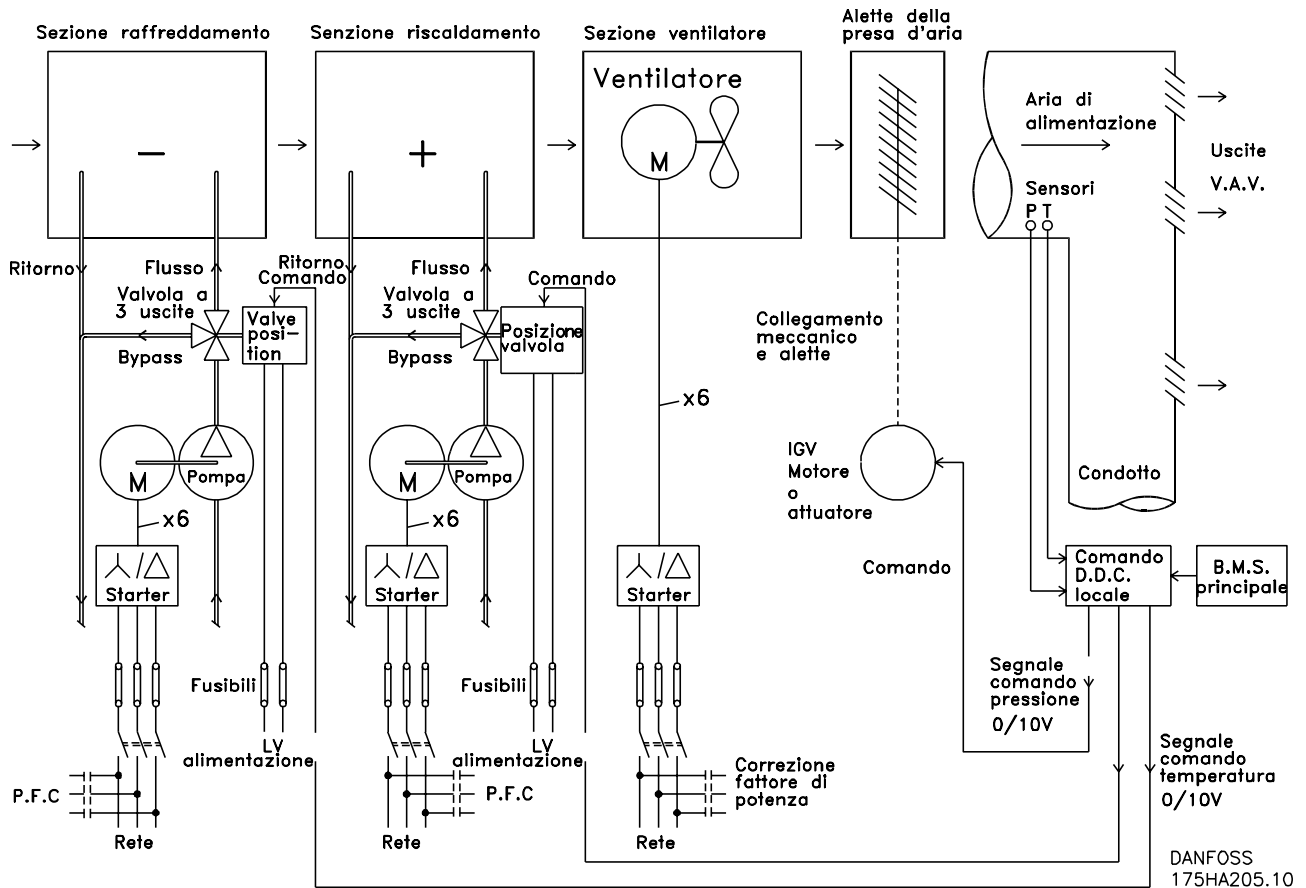 Sezione raffreddamento
Senzione riscaldamento
Sezione ventilatore
Alette della
presa d'aria
Ventilatore
M
−
+
Aria di
alimentazione
Uscite
V.A.V.
Sensori
P T
Ritorno
Flusso
Valvola a
3 uscite
Bypass
Comando
Valve
posi-
tion
Ritorno
Flusso
Valvola a
3 uscite
Bypass
Comando
Posizione
valvola
Collegamento
meccanico
e alette
x6
M
Pompa
x6
M
Pompa
x6
IGV
Motore
o
attuatore
Condotto
Comando
Starter
Starter
Starter
Comando
D.D.C.
locale
B.M.S.
principale
Fusibili
Fusibili
LV
alimentazione
LV
alimentazione
Segnale
comando
pressione
0/10V
Segnale
comando
temperatura
0/10V
P.F.C
P.F.C
Correzione
fattore di
potenza
Rete
Rete
Rete
DANFOSS
175HA205.10